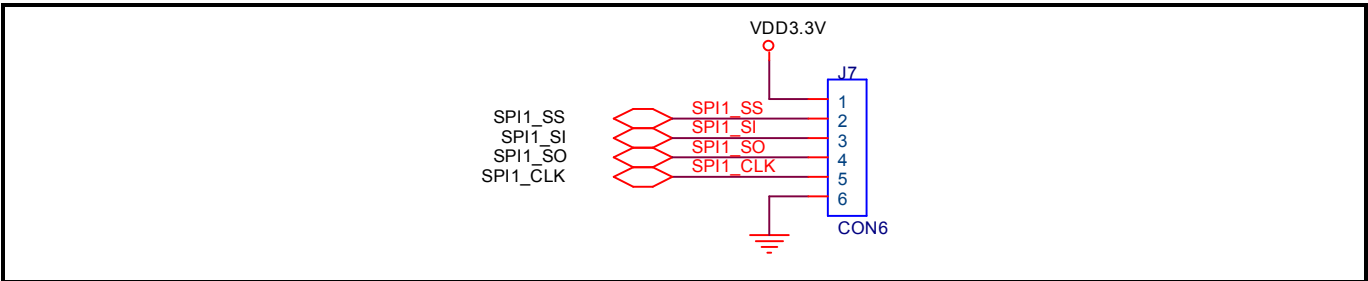 VDD3.3V
J7
1
SPI1_SS SPI1_SS 2
SPI1_SI SPI1_SI 3
SPI1_SO SPI1_SO 4
SPI1_CLK SPI1_CLK 5
6
CON6